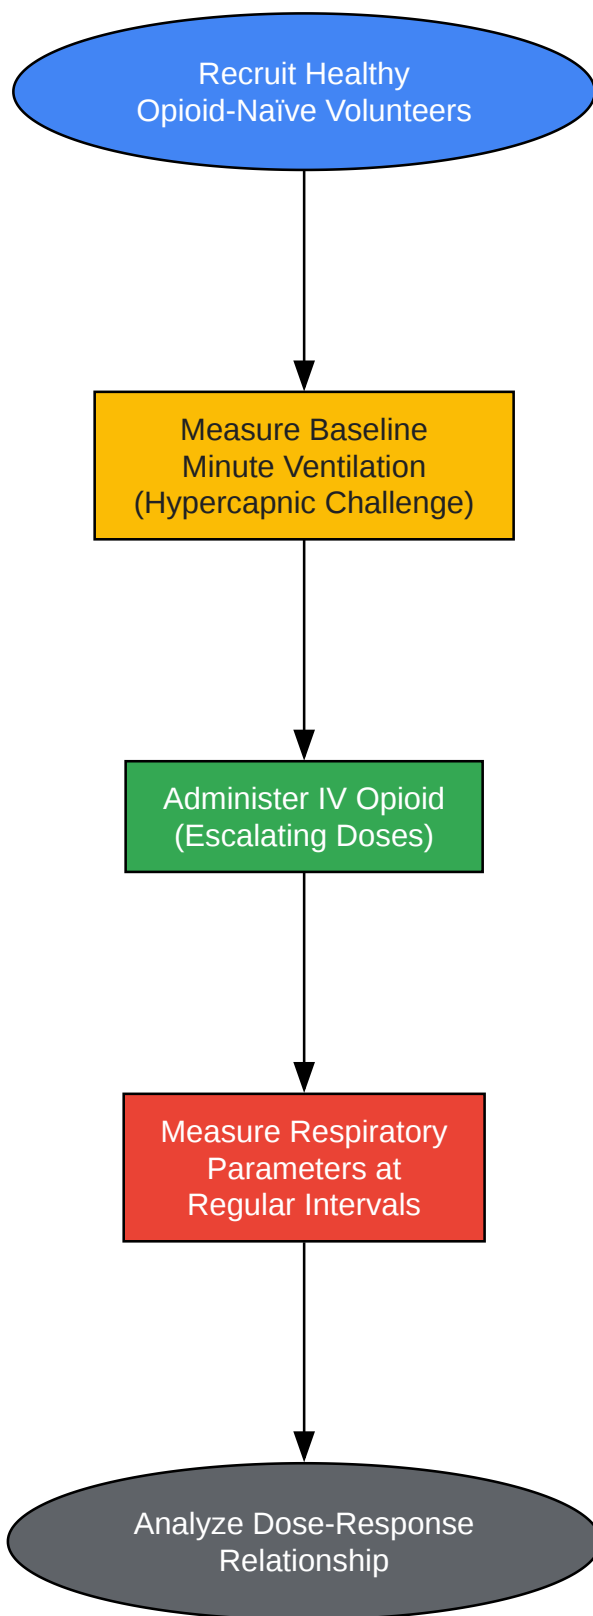 Recruit Healthy
Opioid-Naïve Volunteers
Measure Baseline
Minute Ventilation
(Hypercapnic Challenge)
Administer IV Opioid
(Escalating Doses)
Measure Respiratory
Parameters at
Regular Intervals
Analyze Dose-Response
Relationship